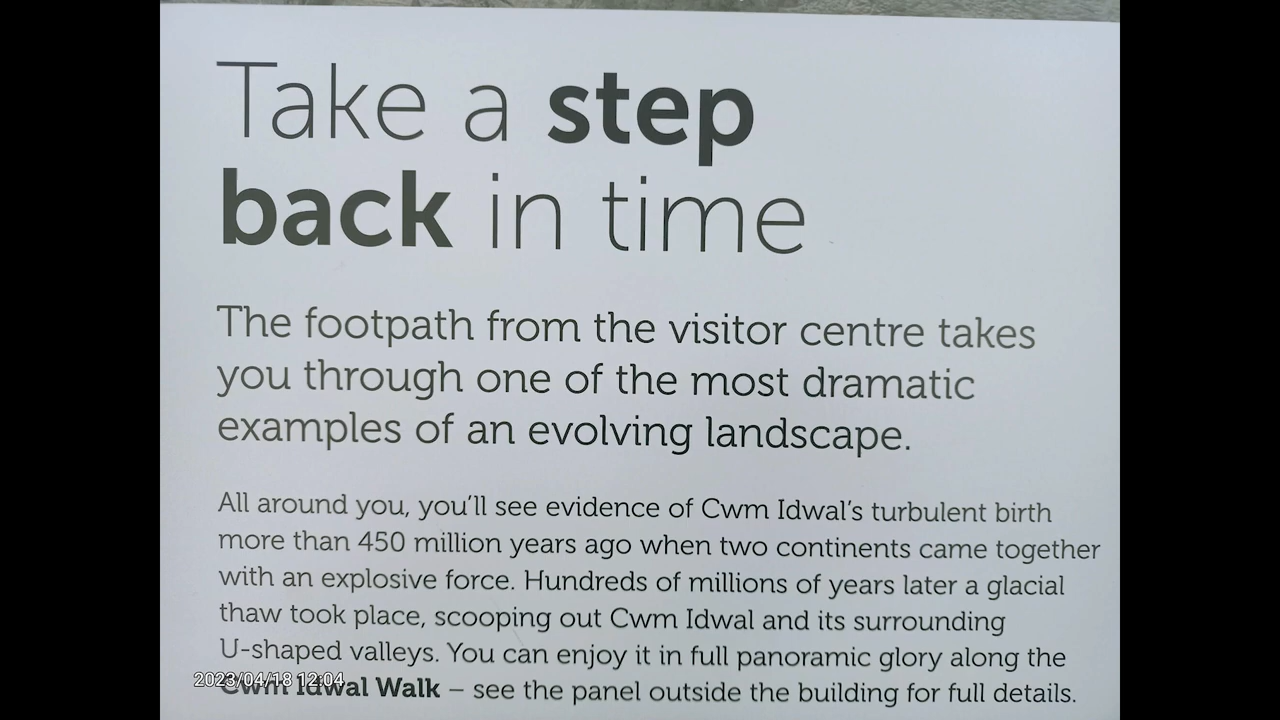 Take a step
back in time
The footpath from the visitor centre takes
you through one of the most dramatic
examples of an evolving landscape.
All around you, you'll see evidence of Cwm Idwal's turbulent birth
more than 450 million years ago when two continents came together
with an explosive force. Hundreds of millions of years later a glacial
thaw took place, scooping out Cwm Idwal and its surrounding
U-shaped valleys. You can enjoy it in full panoramic glory along the
Cwm Idwal Walk – see the panel outside the building for full details.
2023/04/18 12:04